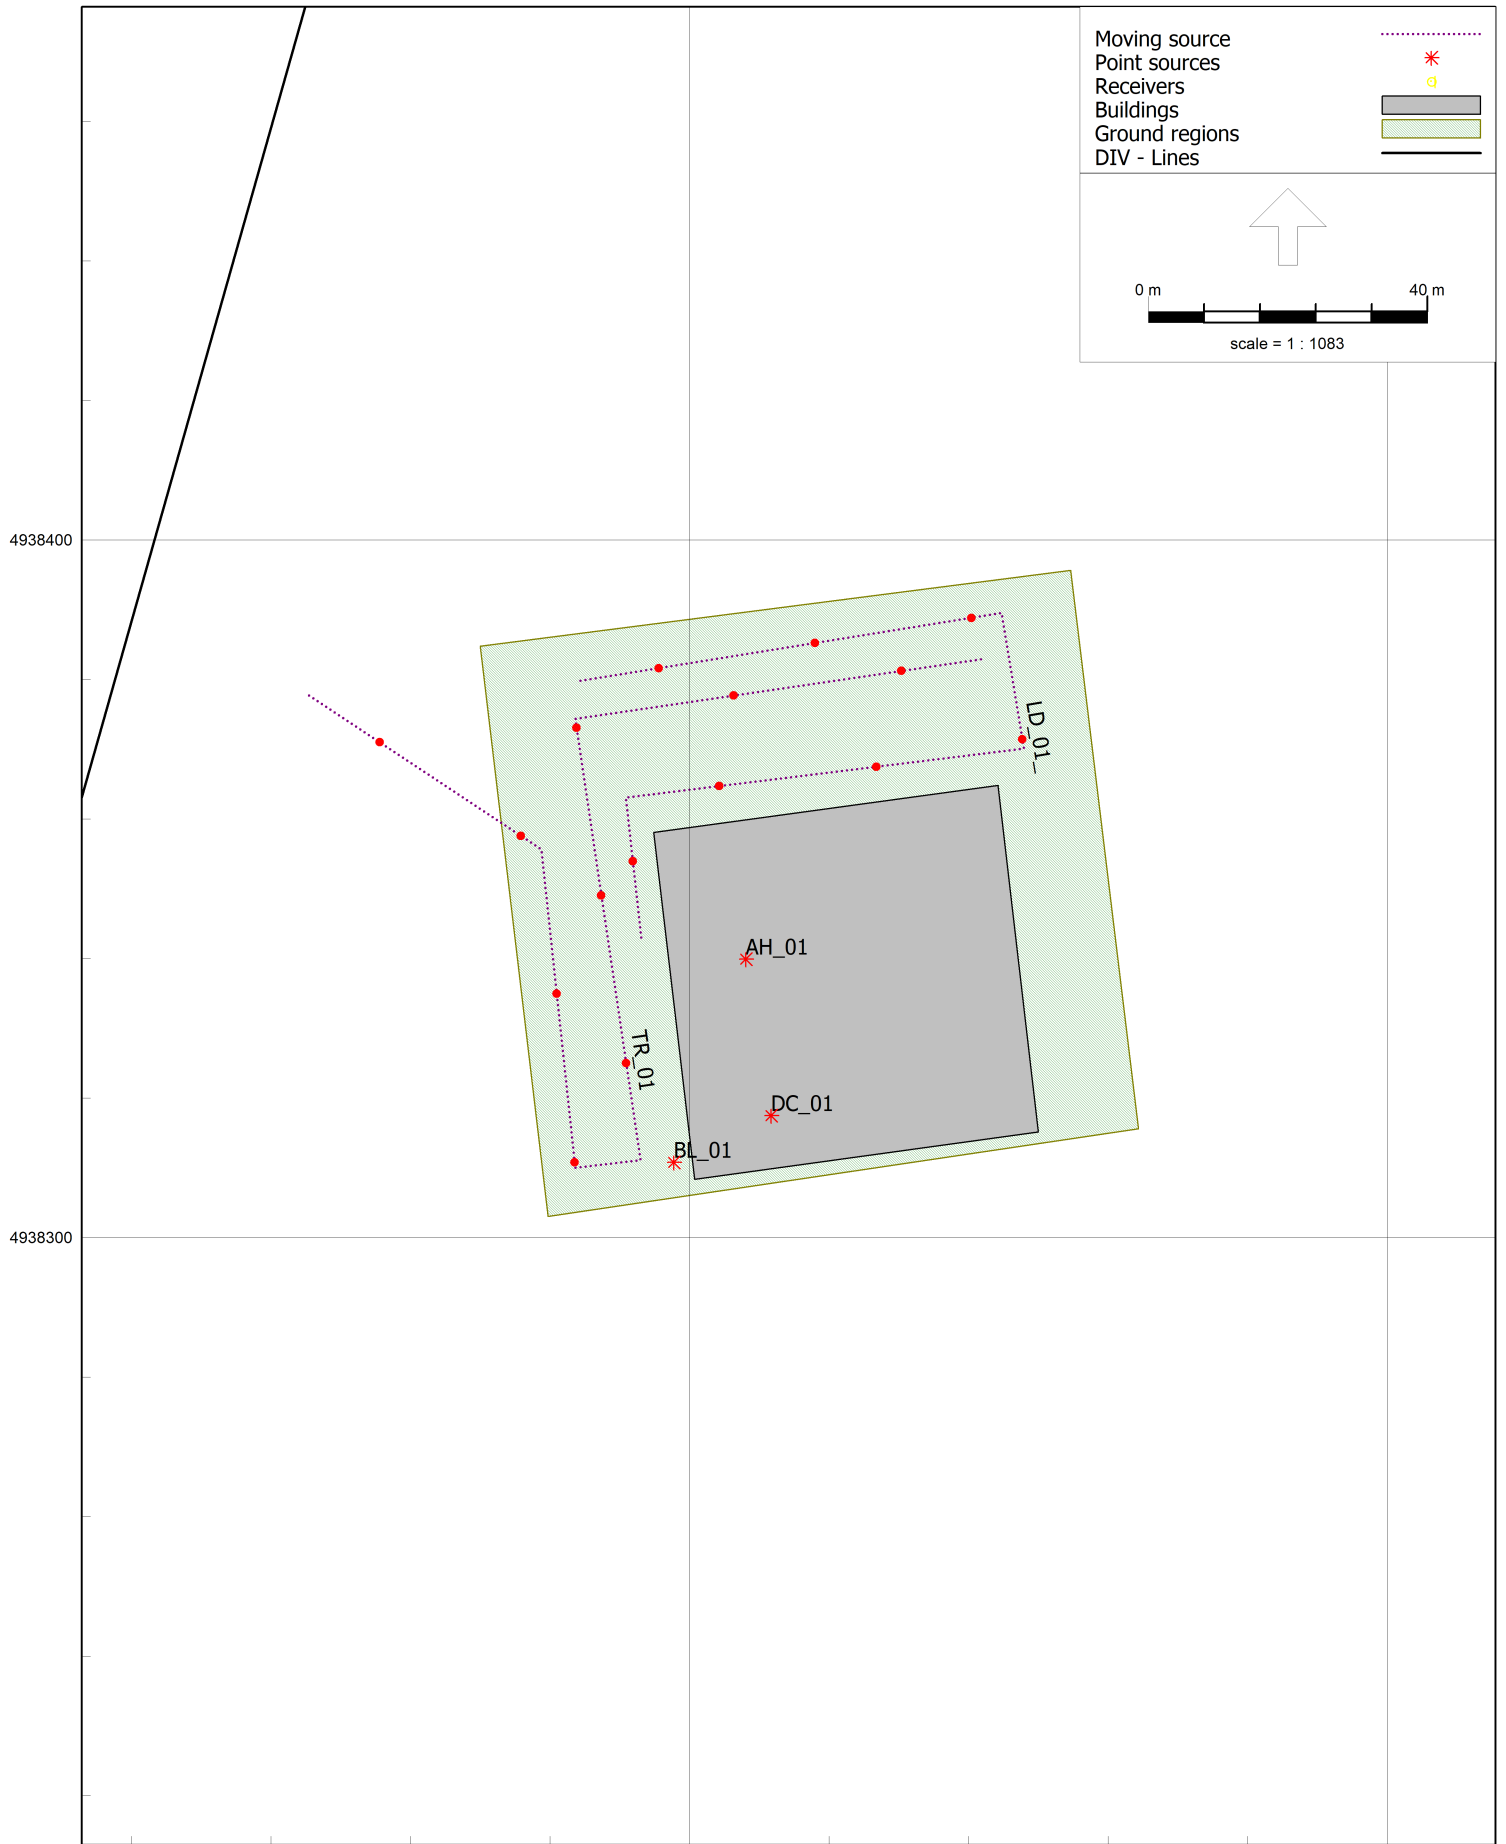 Moving source
Point sources
Receivers
Buildings
Ground regions
DIV - Lines
0 m 40 m
scale = 1 : 1083
4938400
LD_01_
AH_01
TR_01
DC_01
BL_01
4938300